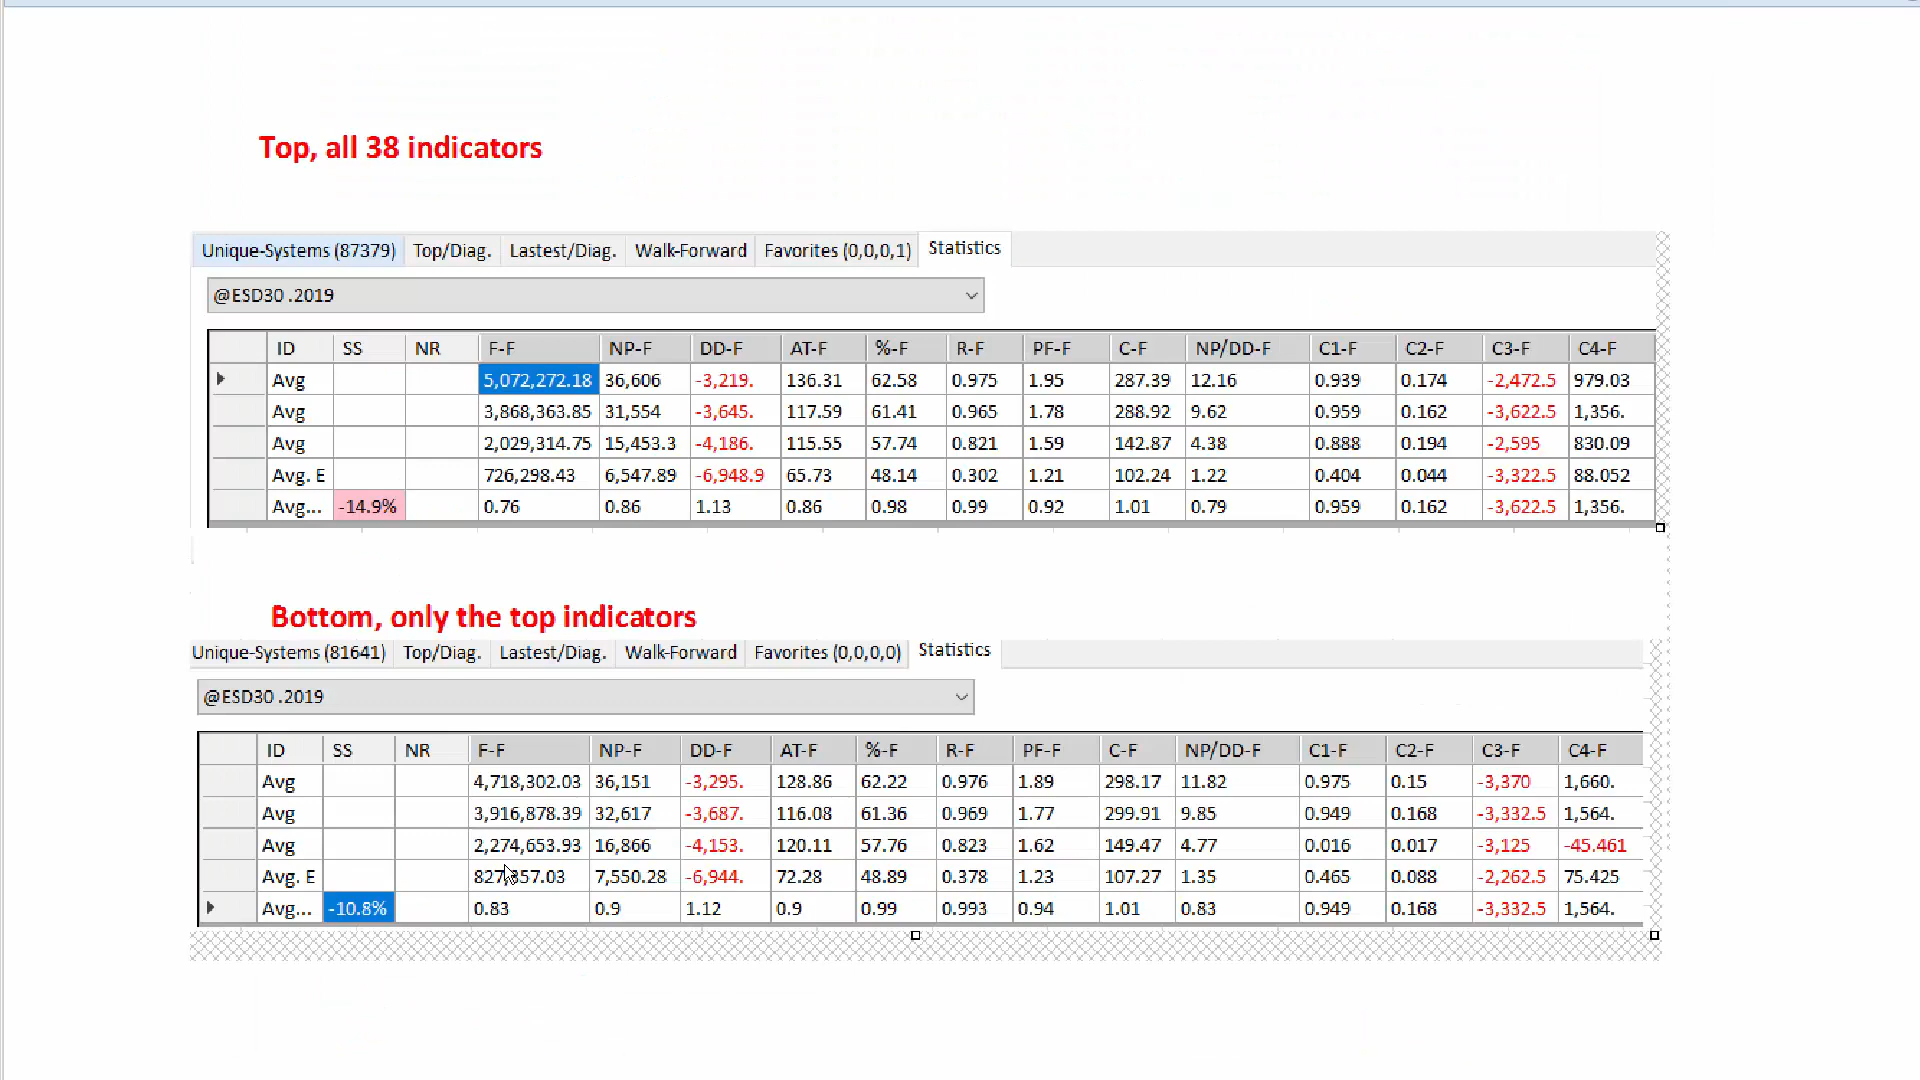 Top, all 38 indicators
Unique-Systems (87379) Top/Diag. Lastest/Diag. Walk-Forward Favorites (0,0,0,1) Statistics
@ESD30 .2019
ID SS NR F-F NP-F DD-F AT-F %-F R-F PF-F C-F NP/DD-F C1-F C2-F C3-F C4-F
Avg 5,072,272.18 36,606 -3,219. 136.31 62.58 0.975 1.95 287.39 12.16 0.939 0.174 -2,472.5 979.03
Avg 3,868,363.85 31,554 -3,645. 117.59 61.41 0.965 1.78 288.92 9.62 0.959 0.162 -3,622.5 1,356.
Avg 2,029,314.75 15,453.3 -4,186. 115.55 57.74 0.821 1.59 142.87 4.38 0.888 0.194 -2,595 830.09
Avg. E 726,298.43 6,547.89 -6,948.9 65.73 48.14 0.302 1.21 102.24 1.22 0.404 0.044 -3,322.5 88.052
Avg... -14.9% 0.76 0.86 1.13 0.86 0.98 0.99 0.92 1.01 0.79 0.959 0.162 -3,622.5 1,356.
Bottom, only the top indicators
Unique-Systems (81641) Top/Diag. Lastest/Diag. Walk-Forward Favorites (0,0,0,0) Statistics
@ESD30 .2019
ID SS NR F-F NP-F DD-F AT-F %-F R-F PF-F C-F NP/DD-F C1-F C2-F C3-F C4-F
Avg 4,718,302.03 36,151 -3,295. 128.86 62.22 0.976 1.89 298.17 11.82 0.975 0.15 -3,370 1,660.
Avg 3,916,878.39 32,617 -3,687. 116.08 61.36 0.969 1.77 299.91 9.85 0.949 0.168 -3,332.5 1,564.
Avg 2,274,653.93 16,866 -4,153. 120.11 57.76 0.823 1.62 149.47 4.77 0.016 0.017 -3,125 -45.461
Avg. E 7,550.28 -6,944. 72.28 48.89 0.378 1.23 107.27 1.35 0.465 0.088 -2,262.5 75.425
Avg... -10.8% 0.83 0.9 1.12 0.9 0.99 0.993 0.94 1.01 0.83 0.949 0.168 -3,332.5 1,564.